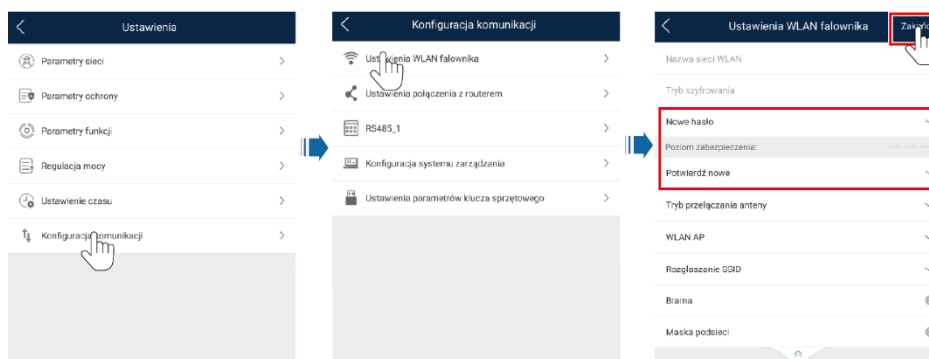 Ustawienia
Parametry sieci
Parametry ochrony
Parametry funkcji
Regulacja mocy
Ustawienie czasu
Konfiguracja komunikacji
Konfiguracja komunikacji
Ustawienia WLAN falownika
Ustawienia połączenia z routerem
RS485_1
Konfiguracja systemu zarządzania
Ustawienia parametrów klucza sprzętowego
Ustawienia WLAN falownika
Nazwa sieci WLAN
Tryb szyfrowania
Nowe hasło
Poziom zabezpieczenia:
Potwierdź nowe
Tryb przełączania anteny
WLAN AP
Rozgłaszanie SSID
Brama
Maska podsieci